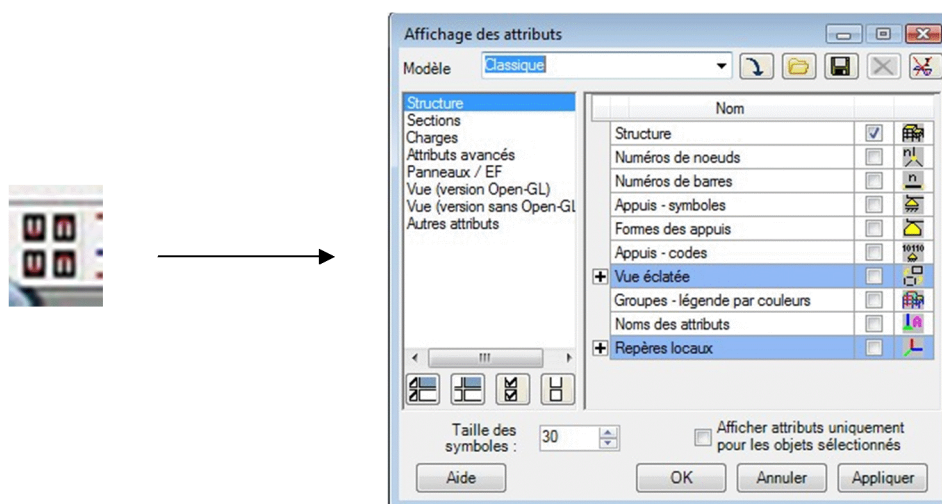 Affichage des attributs
Modèle Classique
Structure
Sections
Charges
Attributs avancés
Panneaux / EF
Vue (version Open-GL)
Vue (version sans Open-GL
Autres attributs
Nom
Structure
Numéros de noeuds
Numéros de barres
Appuis - symboles
Formes des appuis
Appuis - codes
Vue éclatée
Groupes - légende par couleurs
Noms des attributs
Repères locaux
Taille des
symboles : 30
Afficher attributs uniquement
pour les objets sélectionnés
Aide OK Annuler Appliquer